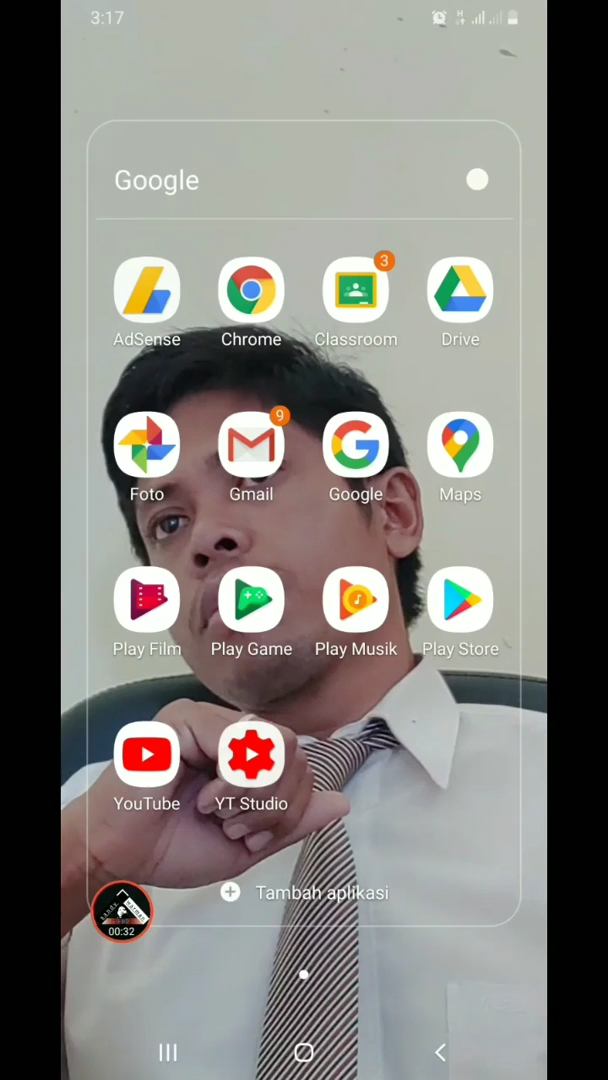 3:17
Google
3
AdSense Chrome Classroom Drive
9
Foto Gmail Google Maps
Play Film Play Game Play Musik Play Store
YouTube YT Studio
Tambah aplikasi
00:32